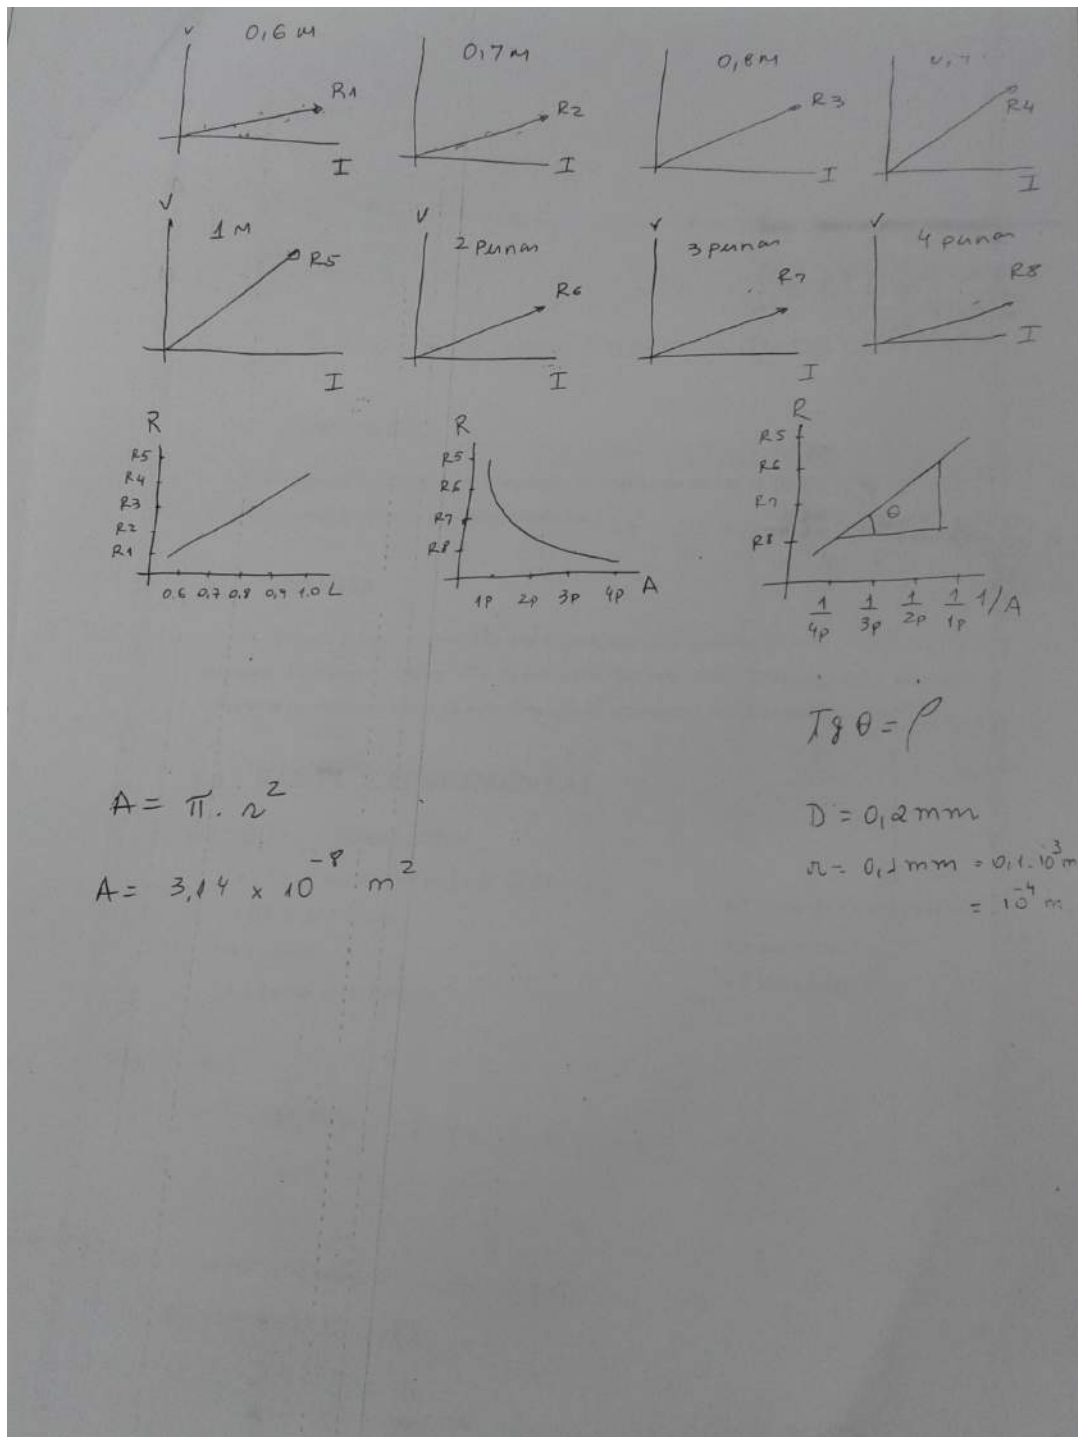 V 0,6 M
R1
I
0,7 M
R2
I
0,8 M
R3
I
R4
I
V 1 M
R5
I
V 2 pernas
R6
I
V 3 pernas
R7
I
V 4 pernas
R8
I
R
R5
R4
R3
R2
R1
0.6 0,7 0,8 0,9 1.0 L
R
R5
R6
R7
R8
1p 2p 3p 4p A
R
R5
R6
R7
R8
θ
1/4p 1/3p 1/2p 1/1p 1/A
Tg θ = ρ
A = π . r²
D = 0,2 mm
A = 3,14 x 10⁻⁸ m²
r = 0,1 mm = 0,1.10⁻³ m
= 10⁻⁴ m